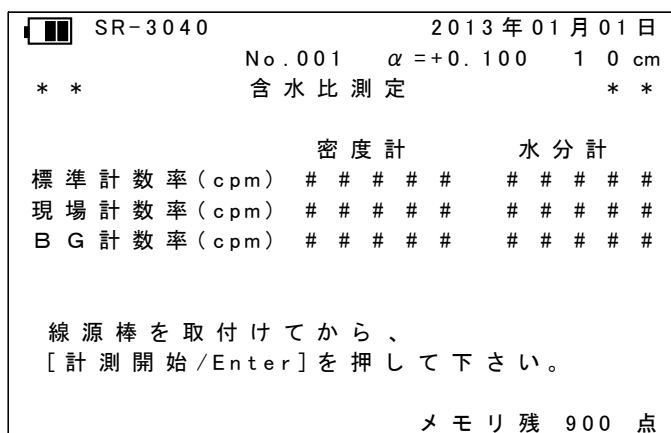 SR-3040 2013年01月01日
No.001 α=+0.100 10cm
** 含水比測定 **
密度計 水分計
標準計数率(cpm) ##### #####
現場計数率(cpm) ##### #####
BG計数率(cpm) ##### #####
線源棒を取付けてから、
[計測開始/Enter]を押して下さい。
メモリ残 900 点